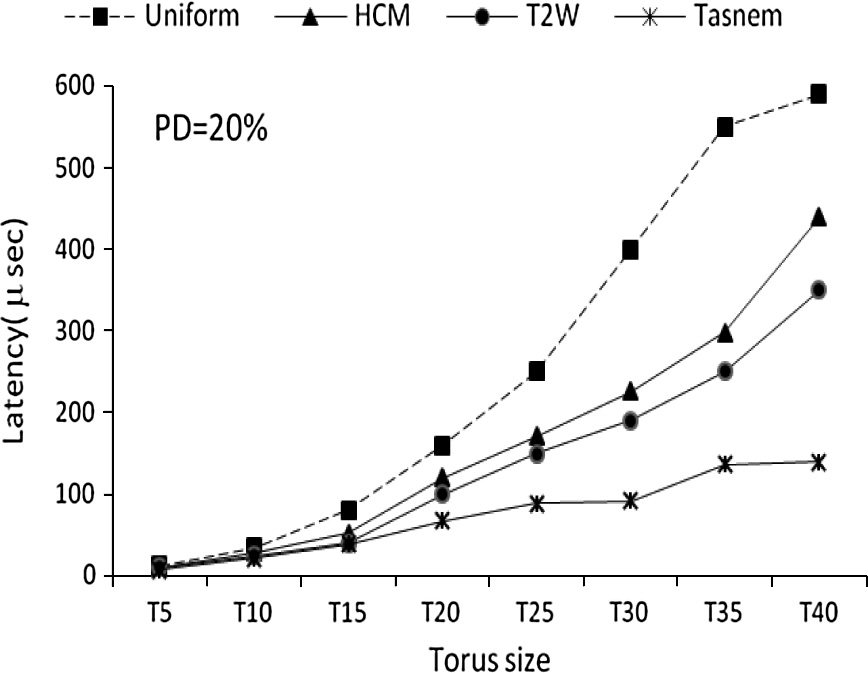 Uniform HCM T2W Tasnem
600
PD=20%
500
400
300
200
100
0
Latency( μ sec)
T5 T10 T15 T20 T25 T30 T35 T40
Torus size